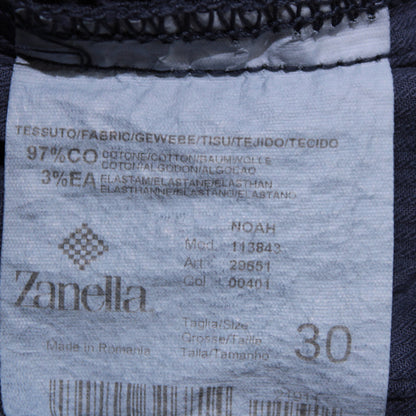 TESSUTO/FABRIC/GEWEBE/TISU/TEJIDO/TECIDO
97%CO COTONE/COTTON/BAUMWOLLE
COTON/ALGODON/ALGODAO
3%EA ELASTAM/ELASTANE/ELASTHAN
ELASTHANNE/ELASTANE/ELASTANO
NOAH
Mod. 113843
Art. 29551
Col. 00401
Zanella
Made in Romania
Taglia/Size
Grosse/Taille
Talla/Tamanho
30